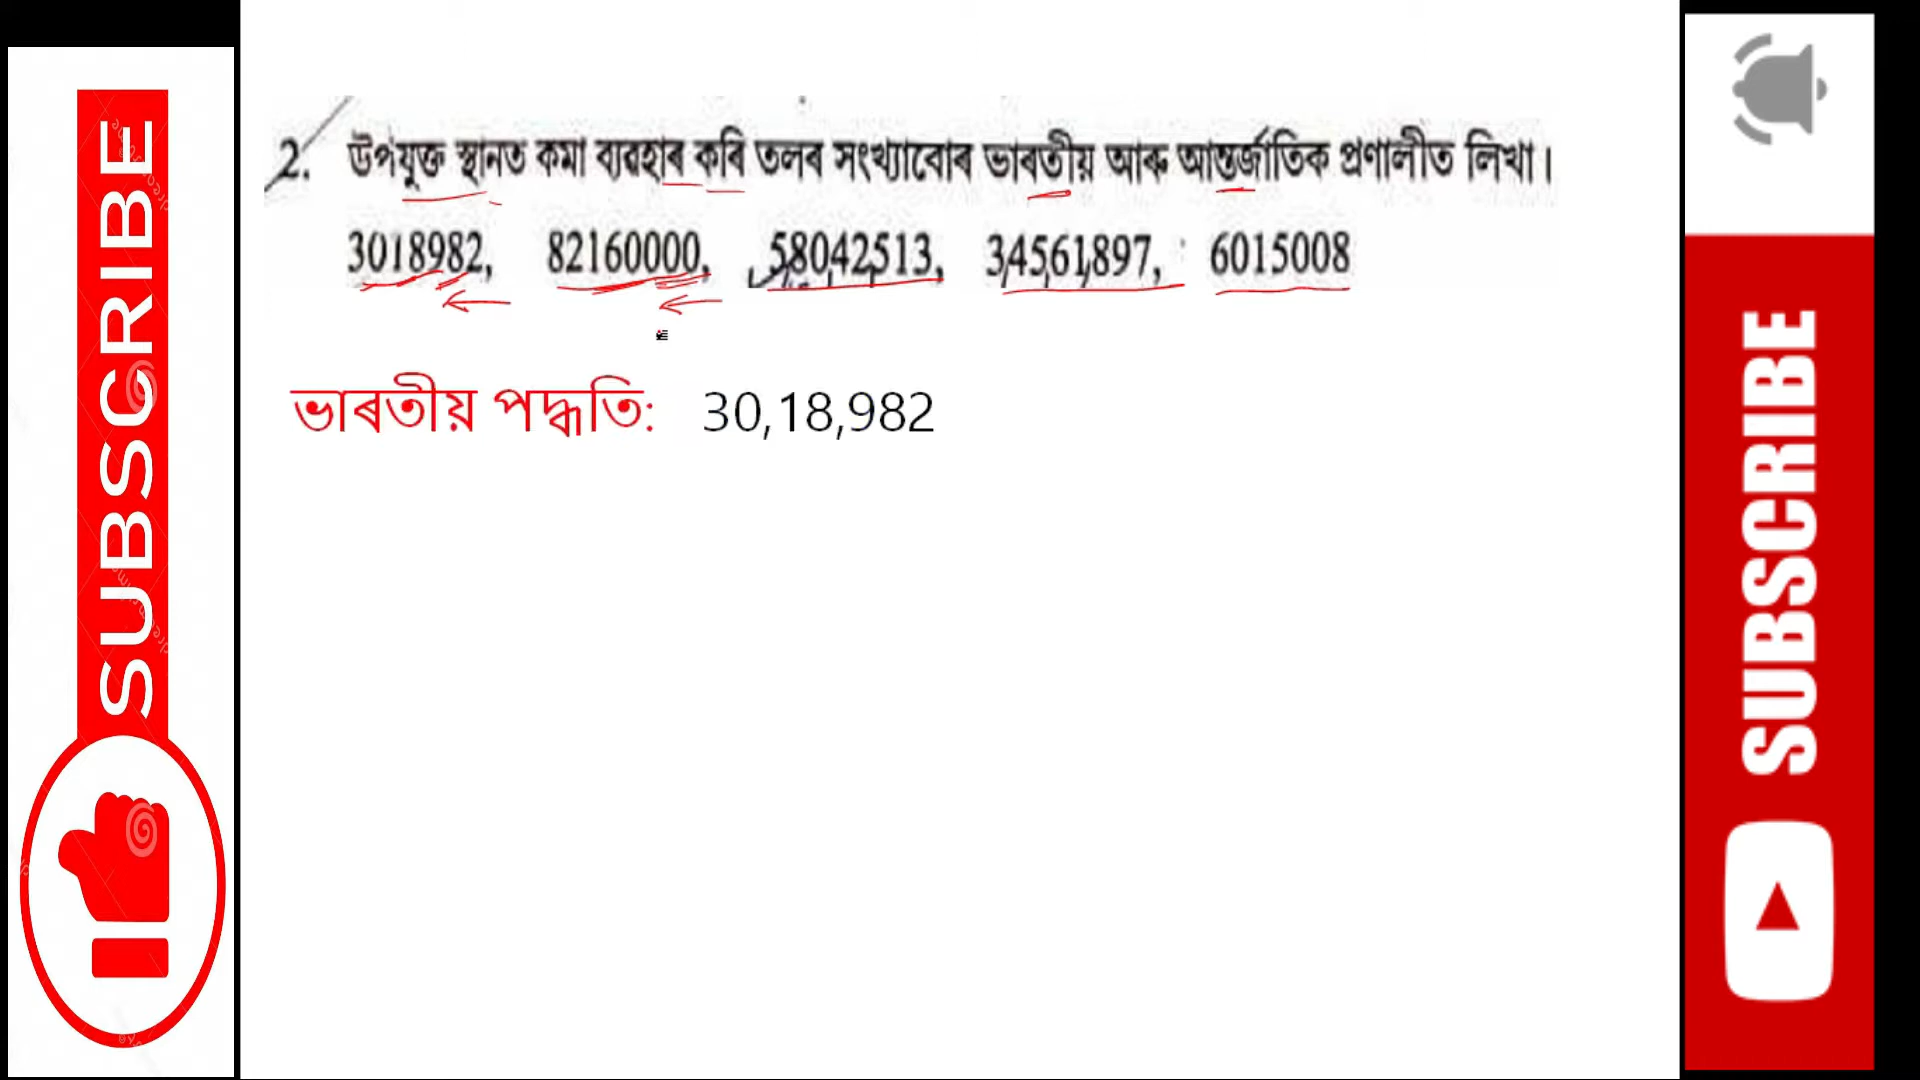 SUBSCRIBE
2. উপযুক্ত স্থানত কমা ব্যৱহাৰ কৰি তলৰ সংখ্যাবোৰ ভাৰতীয় আৰু আন্তৰ্জাতিক প্ৰণালীত লিখা।
3018982, 82160000, 58042513, 34561897, 6015008
ভাৰতীয় পদ্ধতি: 30,18,982
SUBSCRIBE